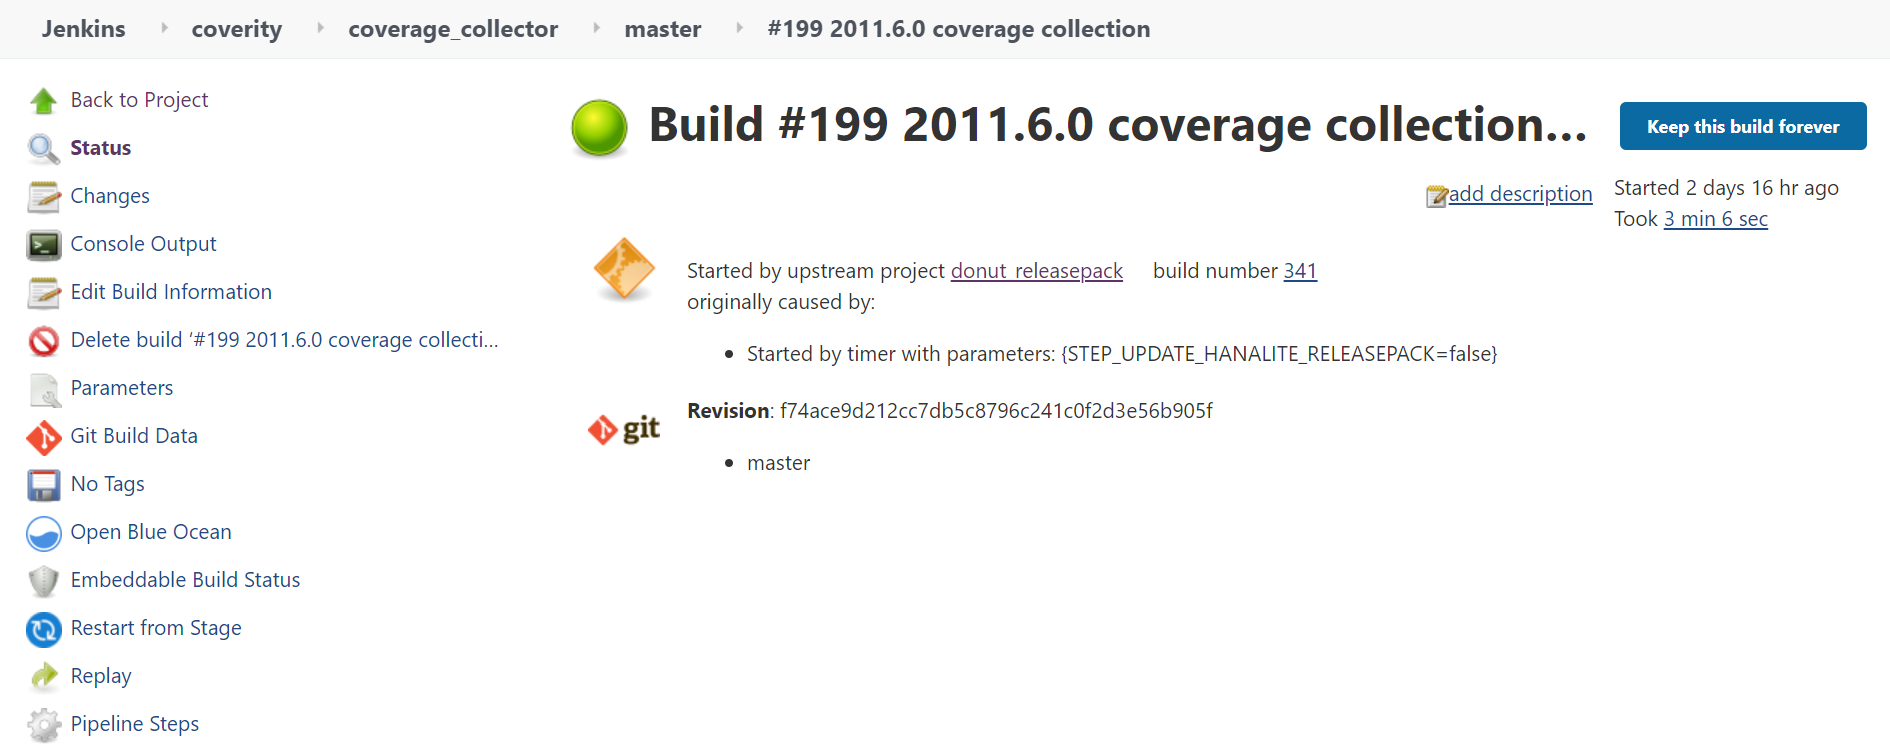 Jenkins coverity coverage_collector master #199 2011.6.0 coverage collection
Back to Project
Status
Changes
Console Output
Edit Build Information
Delete build ‘#199 2011.6.0 coverage collecti...
Parameters
Git Build Data
No Tags
Open Blue Ocean
Embeddable Build Status
Restart from Stage
Replay
Pipeline Steps
Build #199 2011.6.0 coverage collection...
Keep this build forever
add description
Started 2 days 16 hr ago
Took 3 min 6 sec
Started by upstream project donut_releasepack build number 341
originally caused by:
• Started by timer with parameters: {STEP_UPDATE_HANALITE_RELEASEPACK=false}
git
Revision: f74ace9d212cc7db5c8796c241c0f2d3e56b905f
• master